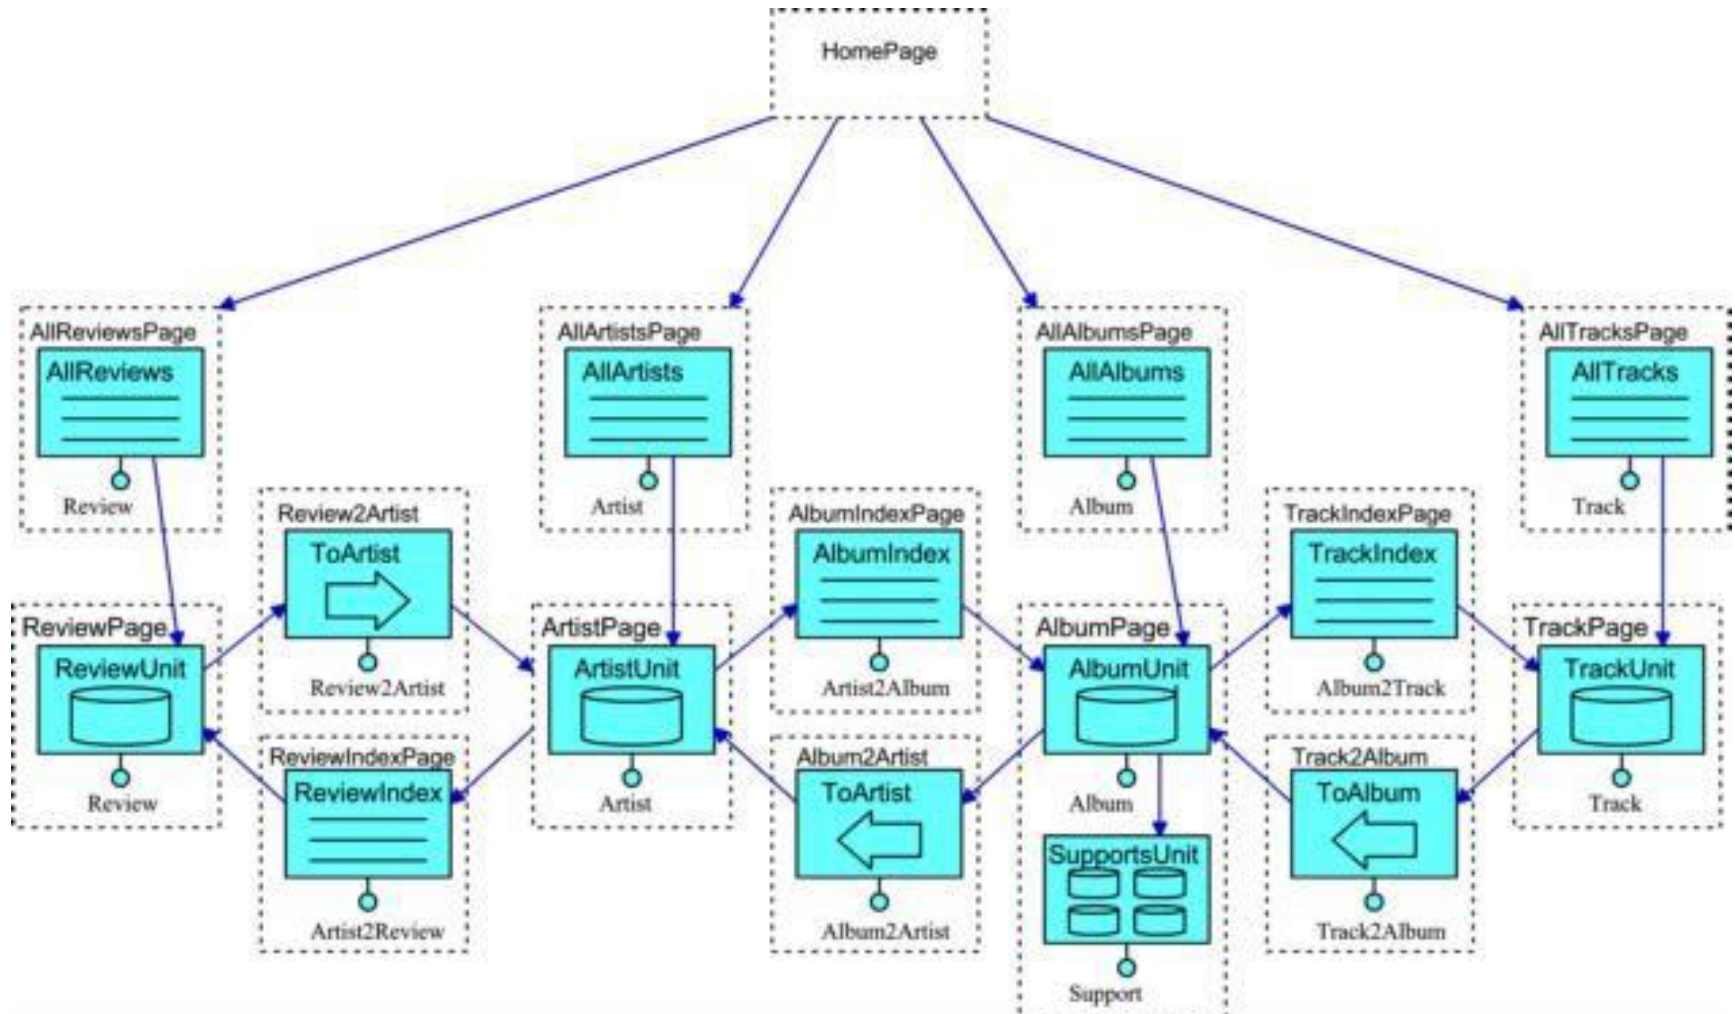 HomePage
AllReviewsPage
AllReviews
Review
AllArtistsPage
AllArtists
Artist
AllAlbumsPage
AllAlbums
Album
AllTracksPage
AllTracks
Track
Review2Artist
ToArtist
Review2Artist
AlbumIndexPage
AlbumIndex
Artist2Album
TrackIndexPage
TrackIndex
Album2Track
ReviewPage
ReviewUnit
Review
ArtistPage
ArtistUnit
Artist
AlbumPage
AlbumUnit
Album
TrackPage
TrackUnit
Track
ReviewIndexPage
ReviewIndex
Artist2Review
Album2Artist
ToArtist
Album2Artist
SupportsUnit
Support
Track2Album
ToAlbum
Track2Album